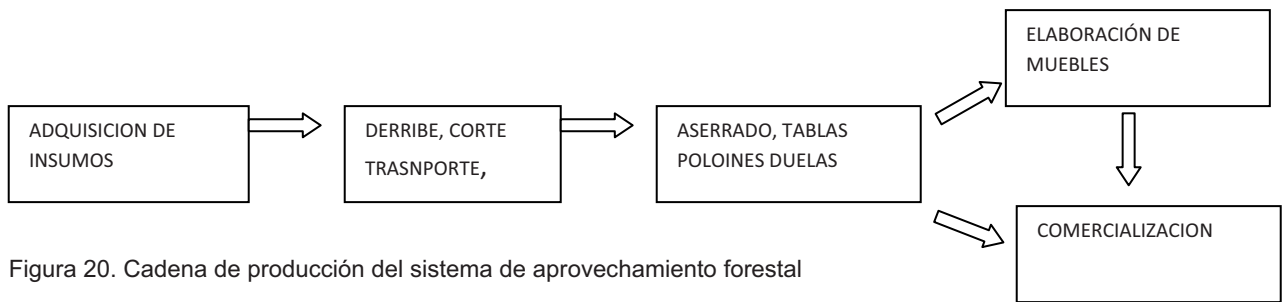 ADQUISICION DE
INSUMOS
DERRIBE, CORTE
TRASNPORTE,
ASERRADO, TABLAS
POLOINES DUELAS
ELABORACIÓN DE
MUEBLES
COMERCIALIZACION
Figura 20. Cadena de producción del sistema de aprovechamiento forestal